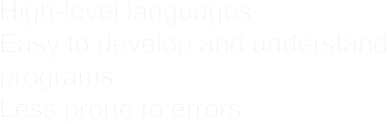 High-level languages
Easy to develop and understand
programs
Less prone to errors